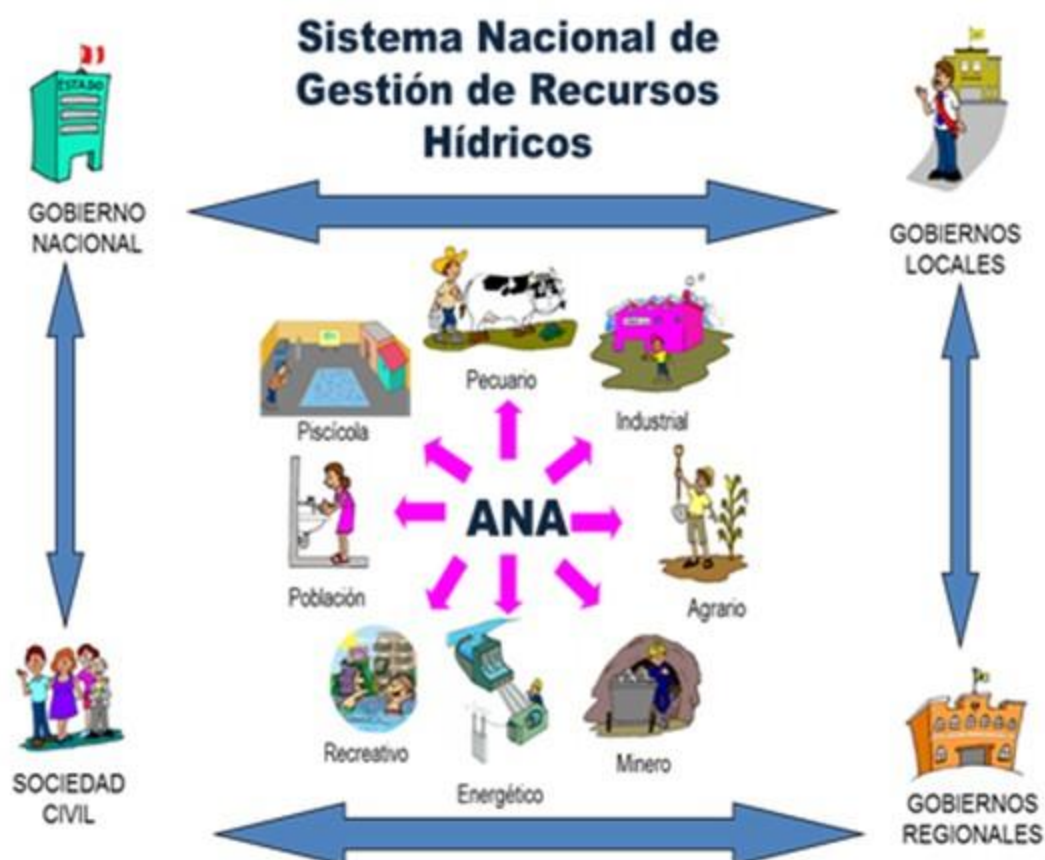 Sistema Nacional de
Gestión de Recursos
Hídricos
ESTADO
GOBIERNO
NACIONAL
GOBIERNOS
LOCALES
Pecuario
Industrial
Piscícola
ANA
Población
Agrario
Recreativo
Energético
Minero
SOCIEDAD
CIVIL
GOBIERNOS
REGIONALES